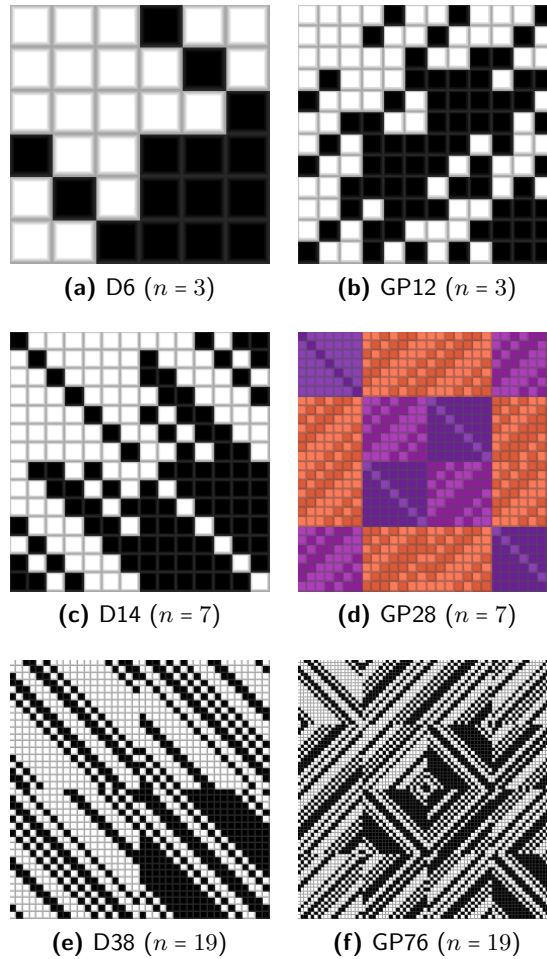 (a) D6 (n = 3)
(b) GP12 (n = 3)
(c) D14 (n = 7)
(d) GP28 (n = 7)
(e) D38 (n = 19)
(f) GP76 (n = 19)